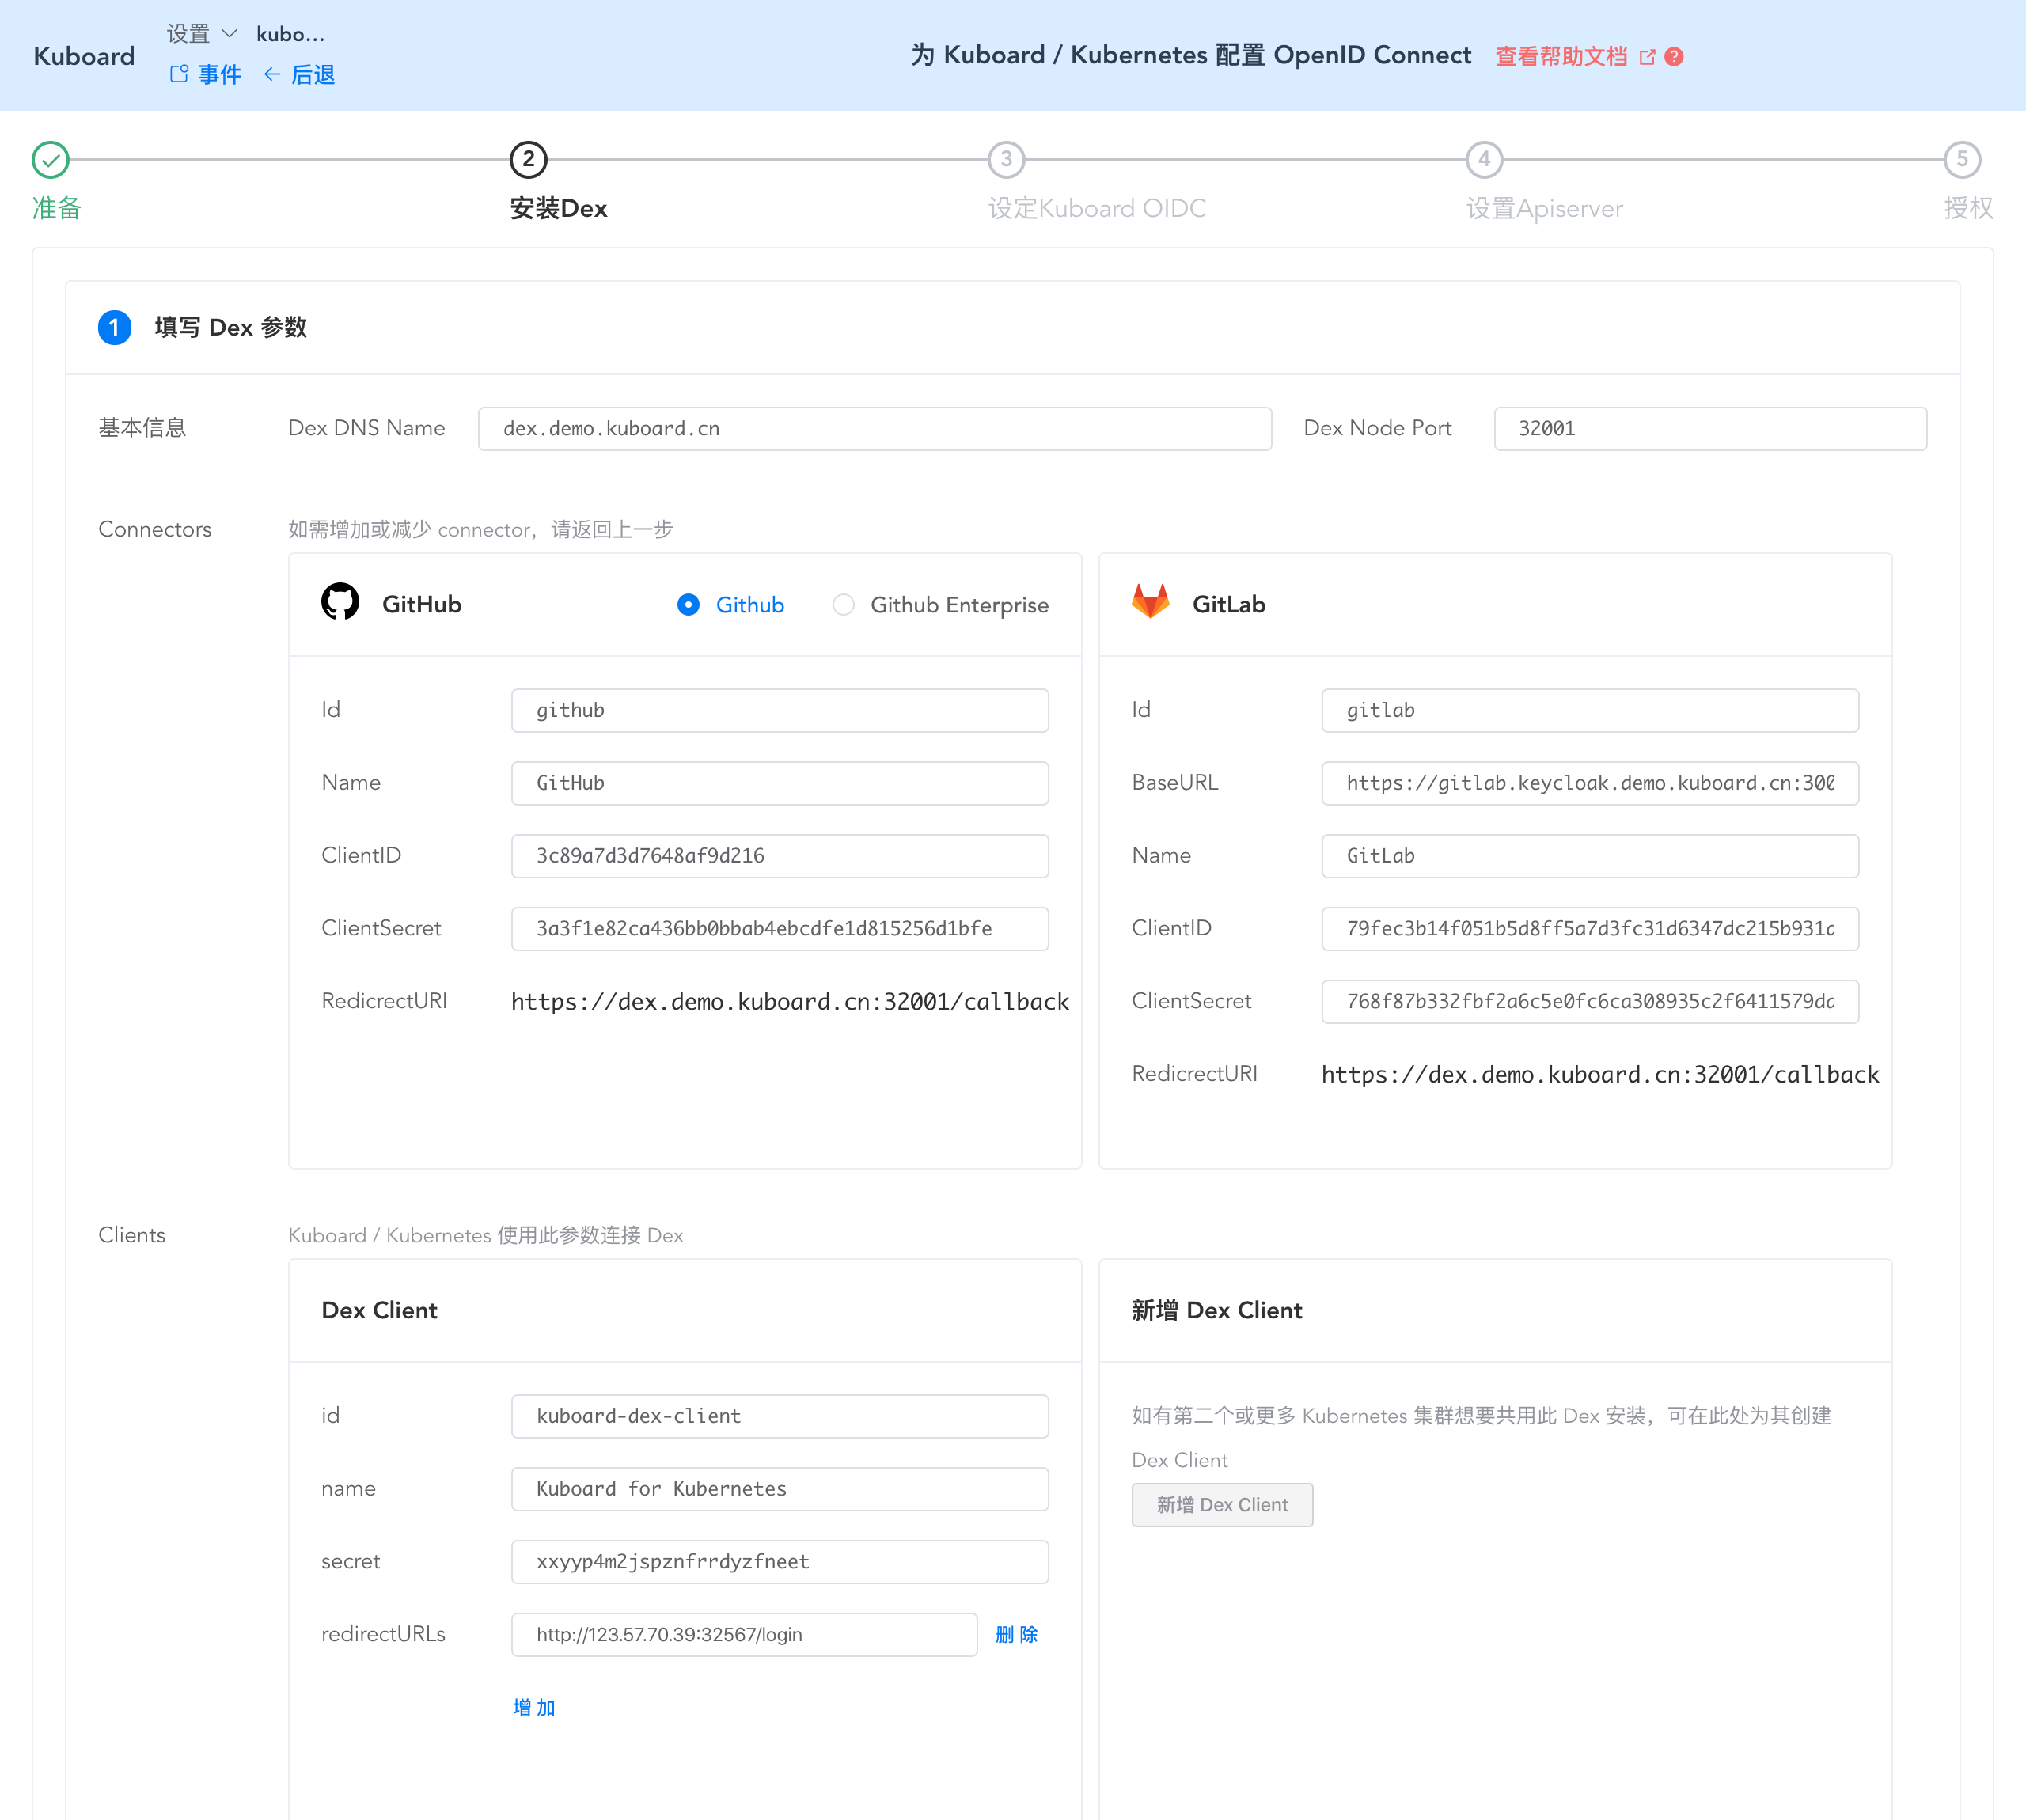 Kuboard
设置 kubo...
事件 后退
为 Kuboard / Kubernetes 配置 OpenID Connect 查看帮助文档 ?
2 3 4 5
准备 安装Dex 设定Kuboard OIDC 设置Apiserver 授权
1 填写 Dex 参数
基本信息 Dex DNS Name dex.demo.kuboard.cn Dex Node Port 32001
Connectors 如需增加或减少 connector，请返回上一步
GitHub Github Github Enterprise
Id github
Name GitHub
ClientID 3c89a7d3d7648af9d216
ClientSecret 3a3f1e82ca436bb0bbab4ebcdfe1d815256d1bfe
RedicrectURI https://dex.demo.kuboard.cn:32001/callback
GitLab
Id gitlab
BaseURL https://gitlab.keycloak.demo.kuboard.cn:300
Name GitLab
ClientID 79fec3b14f051b5d8ff5a7d3fc31d6347dc215b931d
ClientSecret 768f87b332fbf2a6c5e0fc6ca308935c2f6411579da
RedicrectURI https://dex.demo.kuboard.cn:32001/callback
Clients Kuboard / Kubernetes 使用此参数连接 Dex
Dex Client
id kuboard-dex-client
name Kuboard for Kubernetes
secret xxyyp4m2jspznfrrdyzfneet
redirectURLs http://123.57.70.39:32567/login 删 除
增 加
新增 Dex Client
如有第二个或更多 Kubernetes 集群想要共用此 Dex 安装，可在此处为其创建
Dex Client
新增 Dex Client